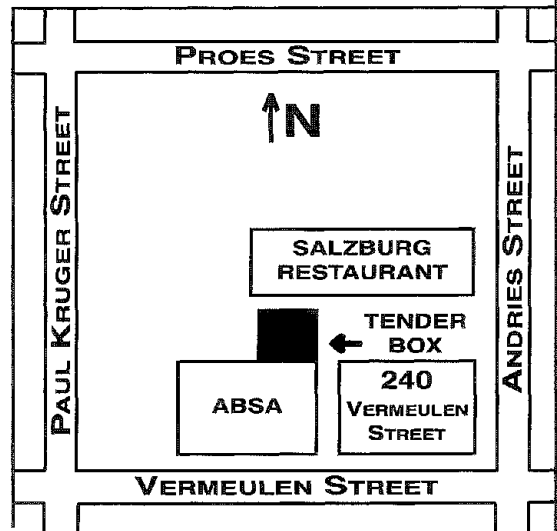 PROES STREET
N
PAUL KRUGER STREET
ANDRIES STREET
SALZBURG
RESTAURANT
TENDER
BOX
ABSA
240
VERMEULEN
STREET
VERMEULEN STREET